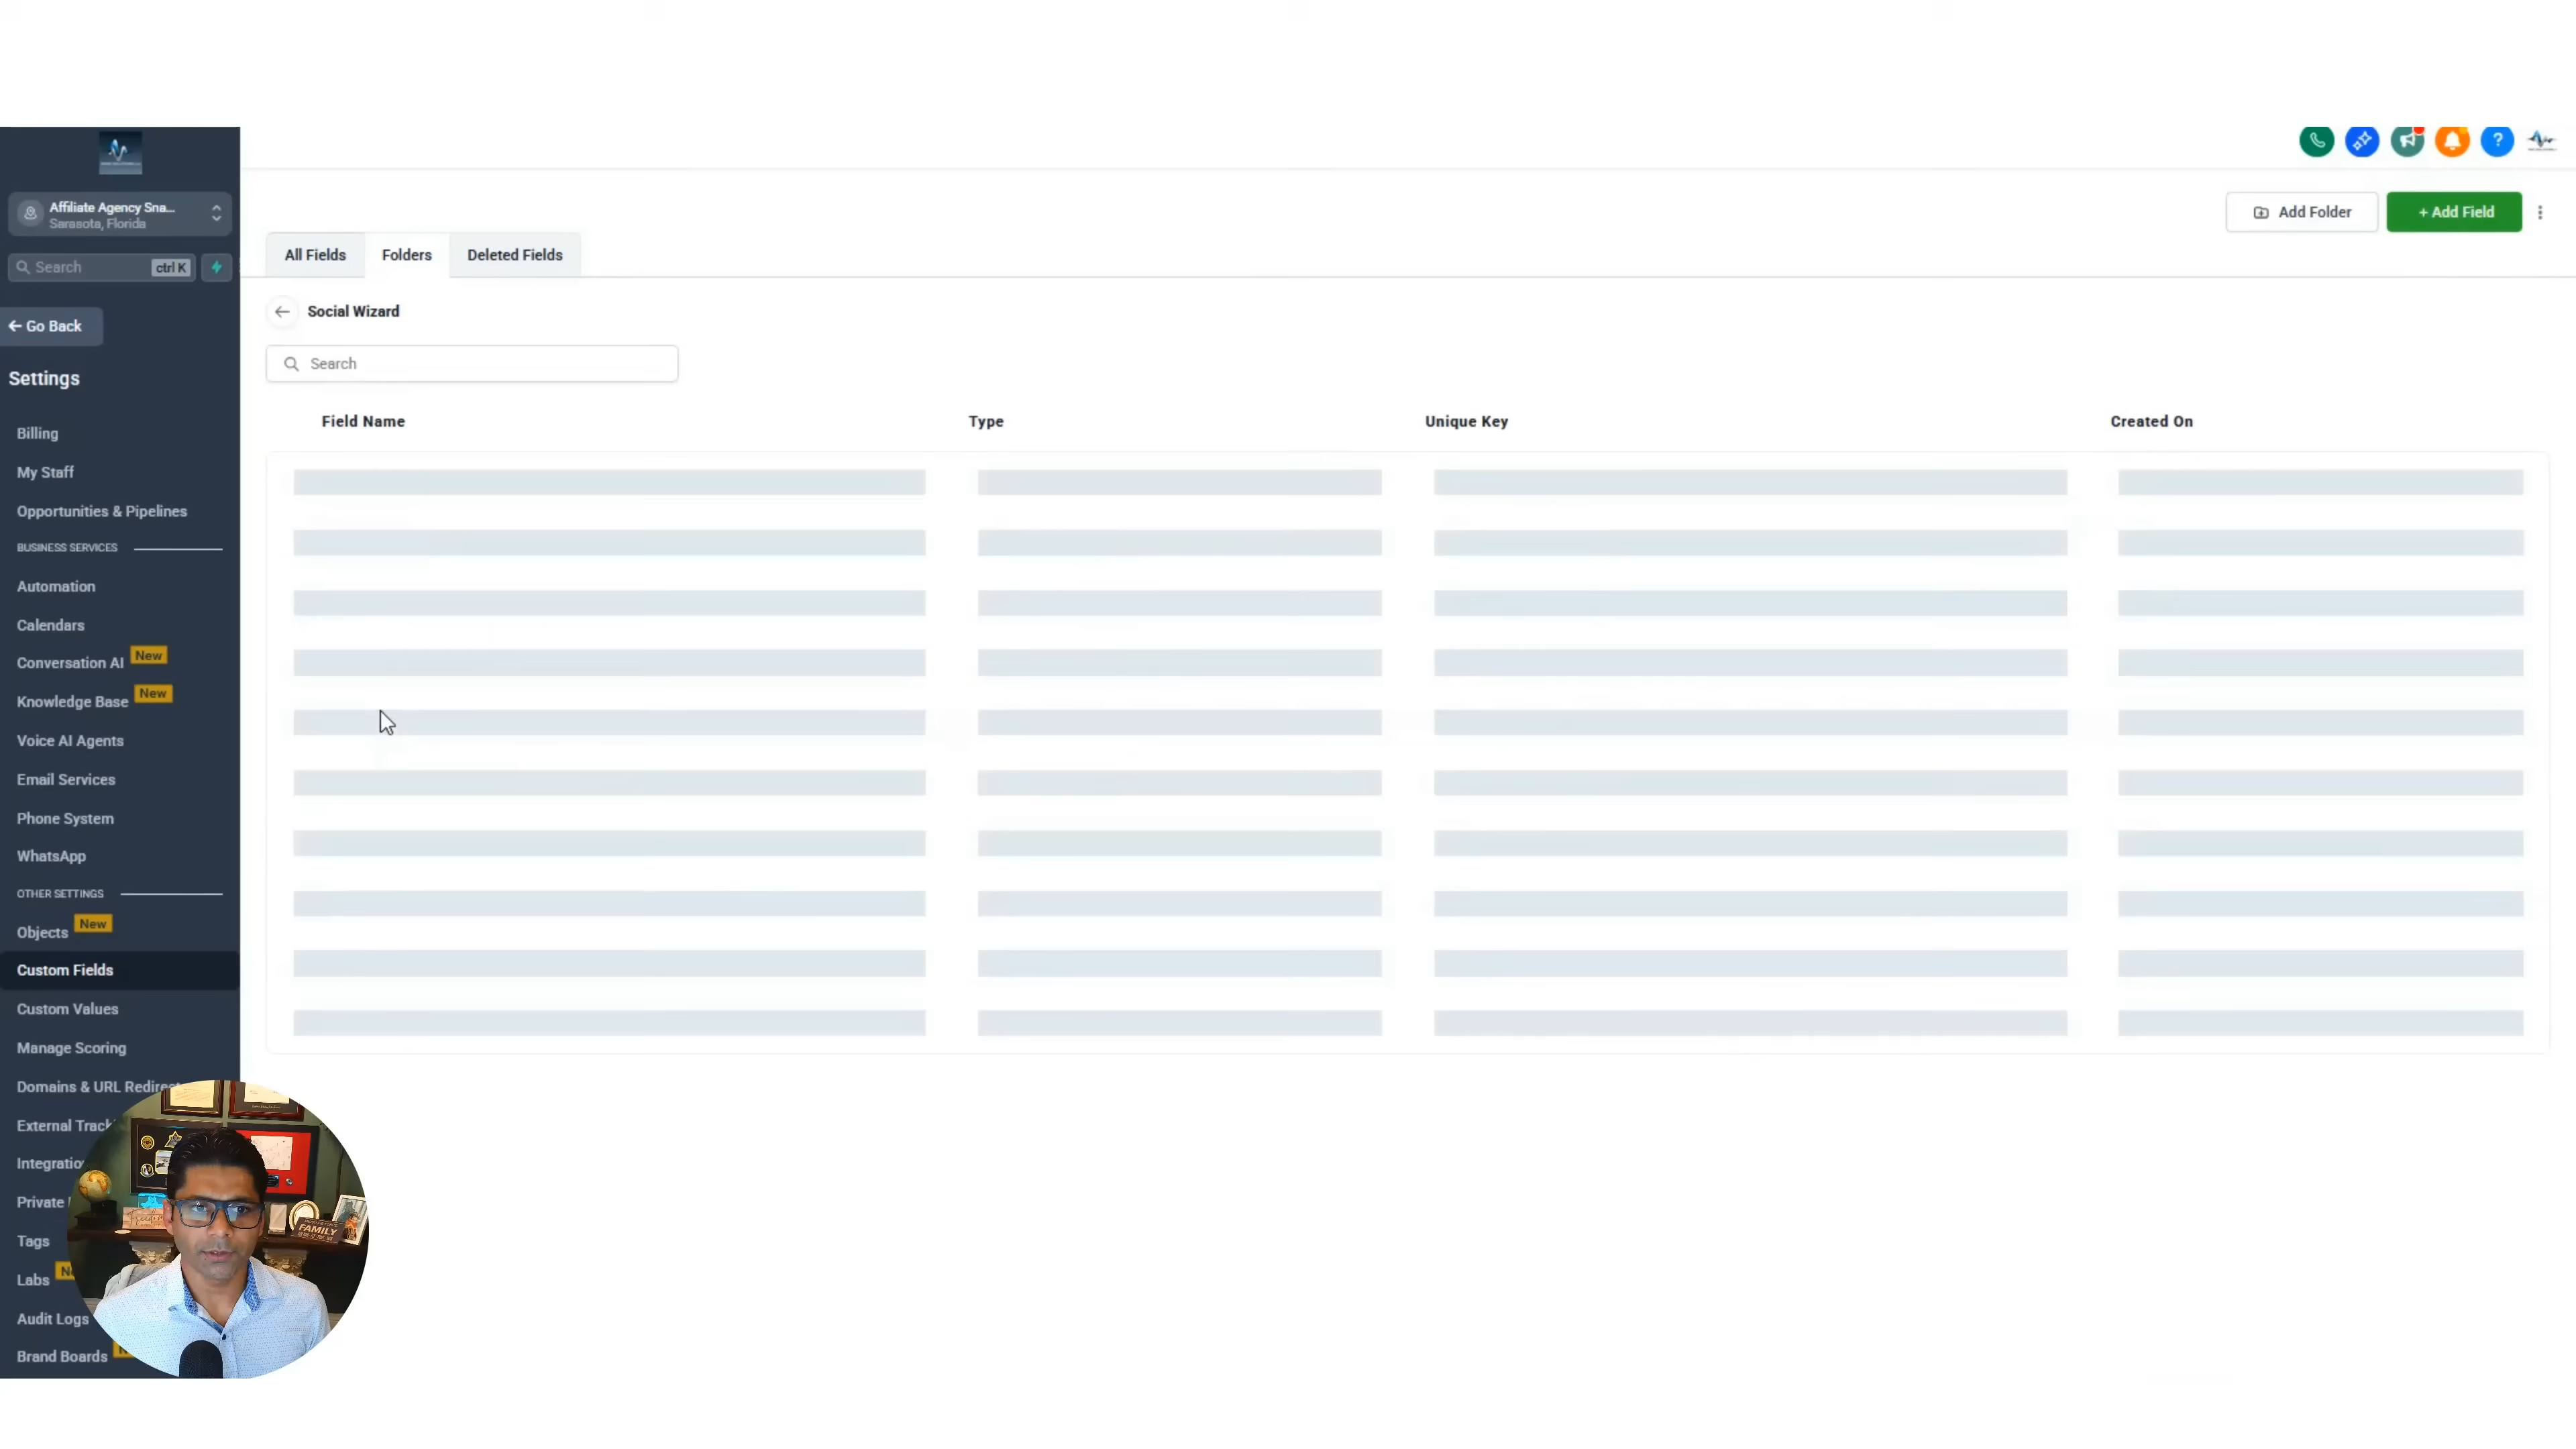 Affiliate Agency Sna...
Sarasota, Florida
Search
ctrl K
Go Back
Settings
Billing
My Staff
Opportunities & Pipelines
BUSINESS SERVICES
Automation
Calendars
Conversation AI New
Knowledge Base New
Voice AI Agents
Email Services
Phone System
WhatsApp
OTHER SETTINGS
Objects New
Custom Fields
Custom Values
Manage Scoring
Domains & URL Redirect
External Track
Integratio
Private
Tags
Labs
Audit Logs
Brand Boards
Add Folder
+ Add Field
All Fields
Folders
Deleted Fields
Social Wizard
Search
Field Name
Type
Unique Key
Created On
FAMILY